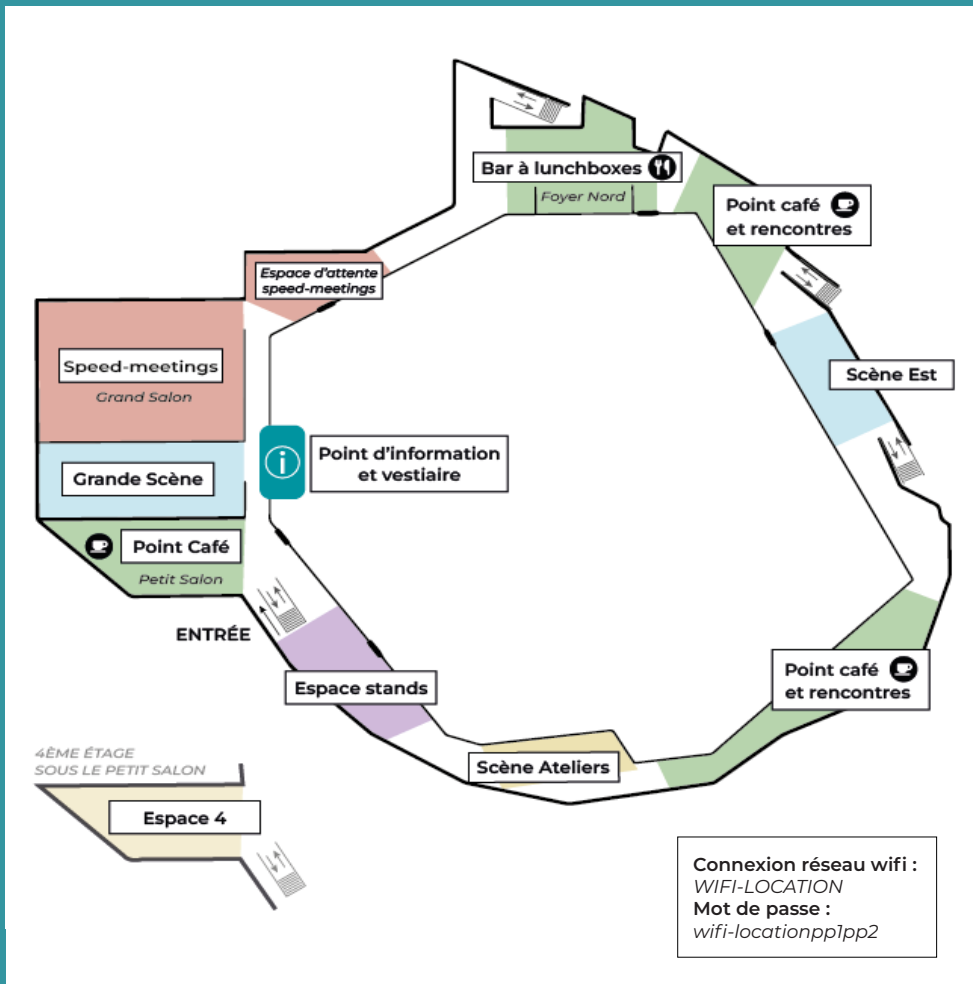 Bar à lunchboxes
Foyer Nord
Point café
et rencontres
Espace d'attente
speed-meetings
Speed-meetings
Grand Salon
Scène Est
Point d'information
et vestiaire
Grande Scène
Point Café
Petit Salon
ENTRÉE
Espace stands
Point café
et rencontres
Scène Ateliers
4ÈME ÉTAGE
SOUS LE PETIT SALON
Espace 4
Connexion réseau wifi :
WIFI-LOCATION
Mot de passe :
wifi-locationpp1pp2